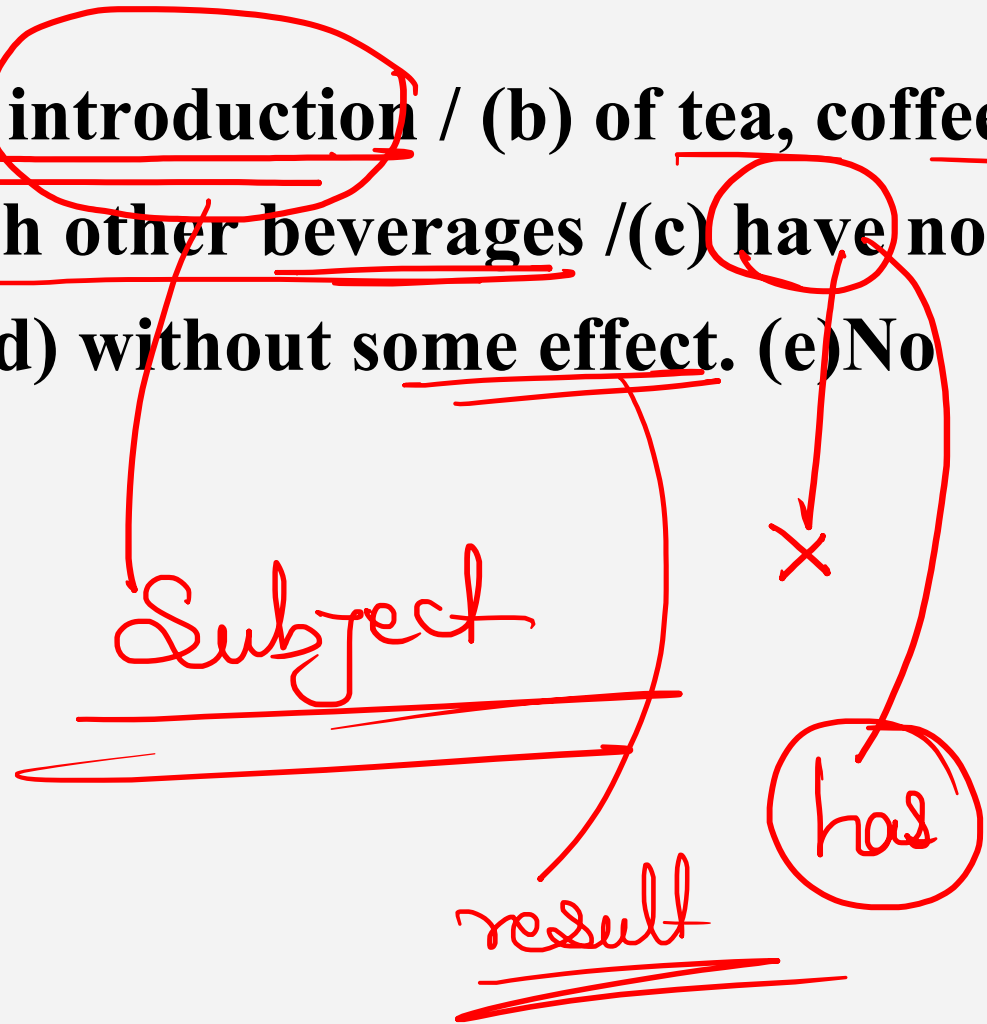 introduction / (b) of tea, coffee
h other beverages /(c) have no
d) without some effect. (e)No
Subject
has
result